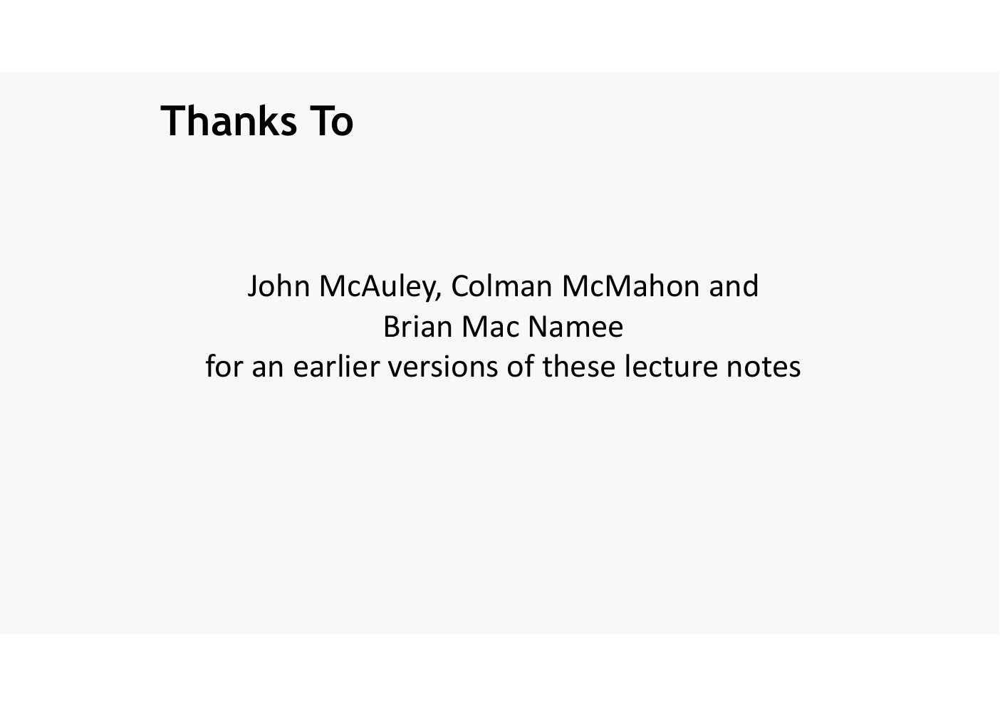 Thanks To
John McAuley, Colman McMahon and
Brian Mac Namee
for an earlier versions of these lecture notes